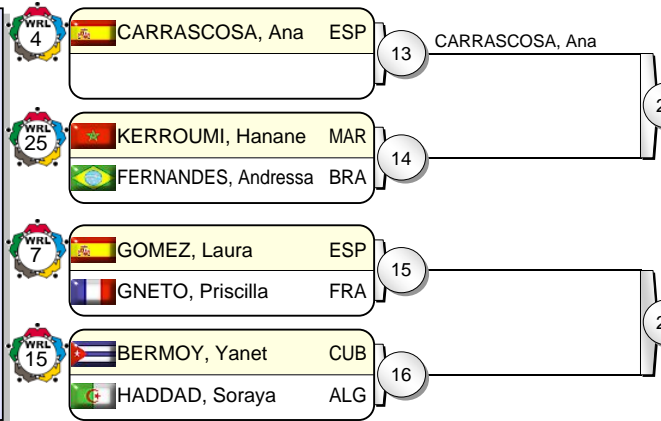 WRL
4
CARRASCOSA, Ana ESP
13
CARRASCOSA, Ana
WRL
25
KERROUMI, Hanane MAR
14
FERNANDES, Andressa BRA
WRL
7
GOMEZ, Laura ESP
15
GNETO, Priscilla FRA
WRL
15
BERMOY, Yanet CUB
16
HADDAD, Soraya ALG